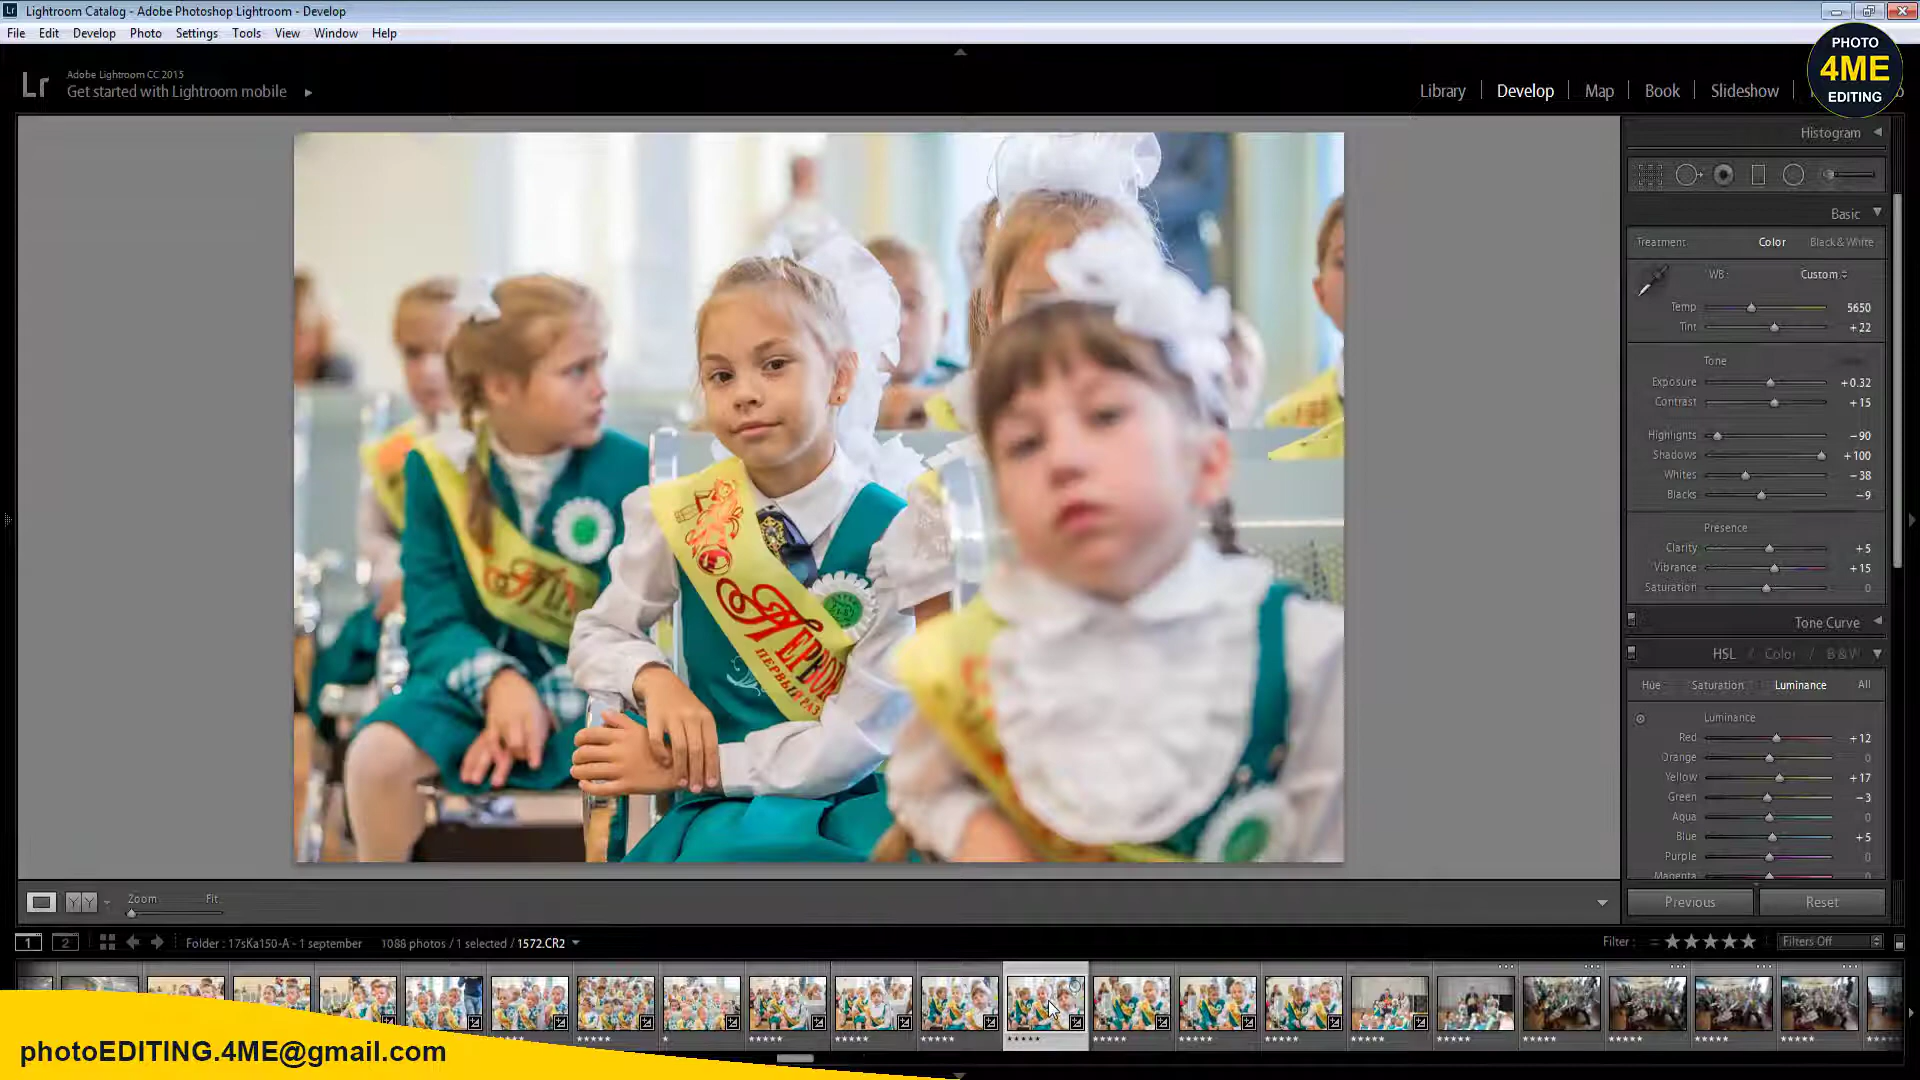 Lightroom Catalog - Adobe Photoshop Lightroom - Develop
File Edit Develop Photo Settings Tools View Window Help
PHOTO
4ME
EDITING
Lr
Adobe Lightroom CC 2015
Get started with Lightroom mobile
Library Develop Map Book Slideshow
Histogram
Basic
Treatment Color Black & White
WB: Custom
Temp 5650
Tint +22
Tone
Exposure +0.32
Contrast +15
Highlights -90
Shadows +100
Whites -38
Blacks -9
Presence
Clarity +5
Vibrance +15
Saturation 0
Tone Curve
HSL / Color / B & W
Hue Saturation Luminance All
Luminance
Red +12
Orange 0
Yellow +17
Green -3
Aqua 0
Blue +5
Purple 0
Magenta 0
Previous Reset
ПЕРВЫЙ РАЗ
Zoom Fit
1 2 Folder : 17sKa150-A - 1 september 1088 photos / 1 selected / 1572.CR2
Filter : Filters Off
photoEDITING.4ME@gmail.com